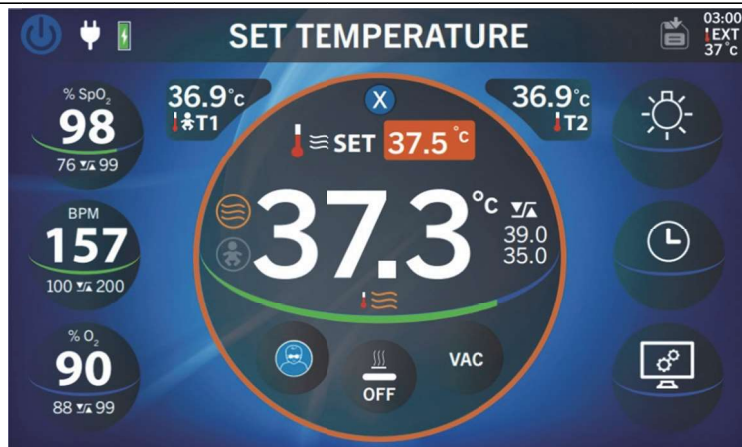 SET TEMPERATURE
03:00
EXT
37 °c
% SpO₂
98
76 99
36.9°c
T1
X
36.9°c
T2
SET 37.5 °c
BPM
157
100 200
37.3 °c
39.0
35.0
% O₂
90
88 99
OFF
VAC